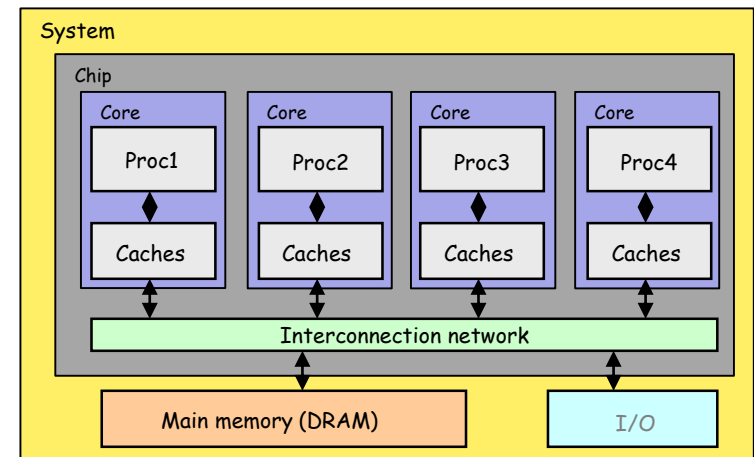 System
Chip
Core Core Core Core
Proc1 Proc2 Proc3 Proc4
Caches Caches Caches Caches
Interconnection network
Main memory (DRAM) I/O